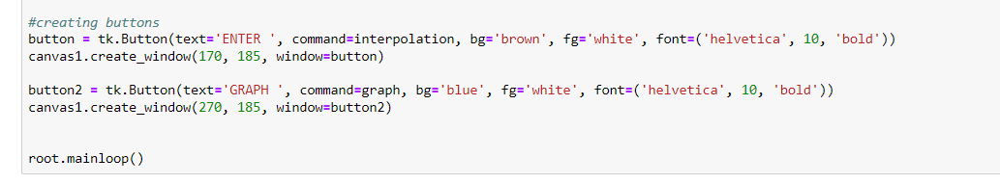 #creating buttons
button = tk.Button(text='ENTER ', command=interpolation, bg='brown', fg='white', font=('helvetica', 10, 'bold'))
canvas1.create_window(170, 185, window=button)
button2 = tk.Button(text='GRAPH ', command=graph, bg='blue', fg='white', font=('helvetica', 10, 'bold'))
canvas1.create_window(270, 185, window=button2)
root.mainloop()